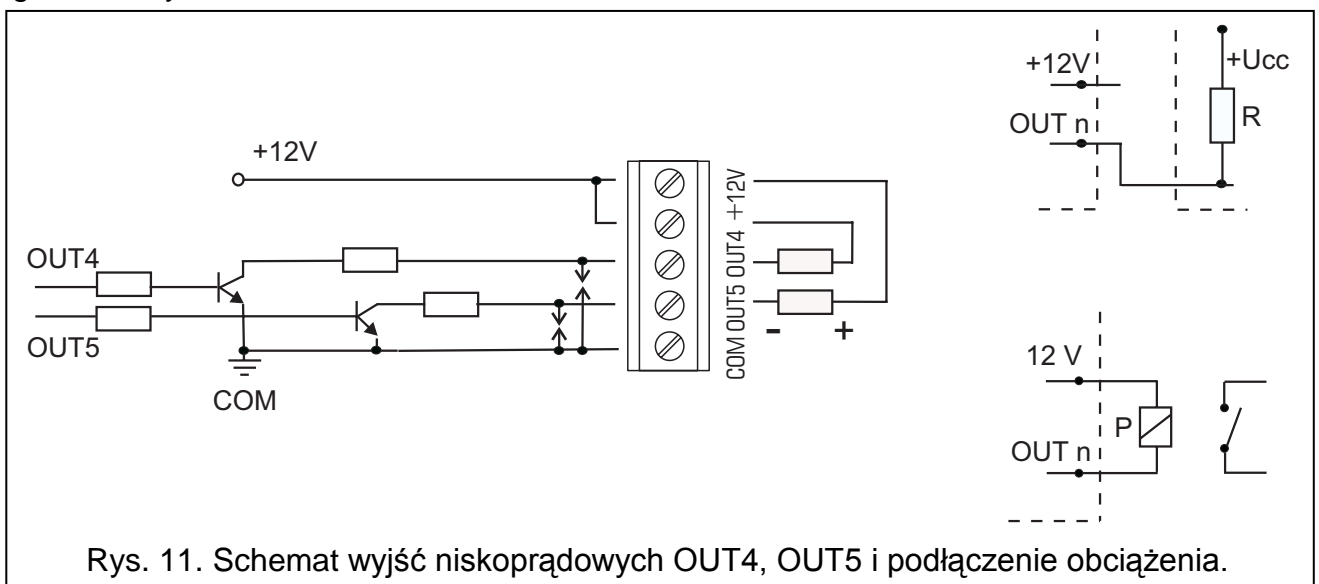 +12V
OUT4
OUT5
COM
COM OUT5 OUT4 +12V
- +
+12V
+Ucc
OUT n
R
12 V
P
OUT n
Rys. 11. Schemat wyjść niskoprądowych OUT4, OUT5 i podłączenie obciążenia.